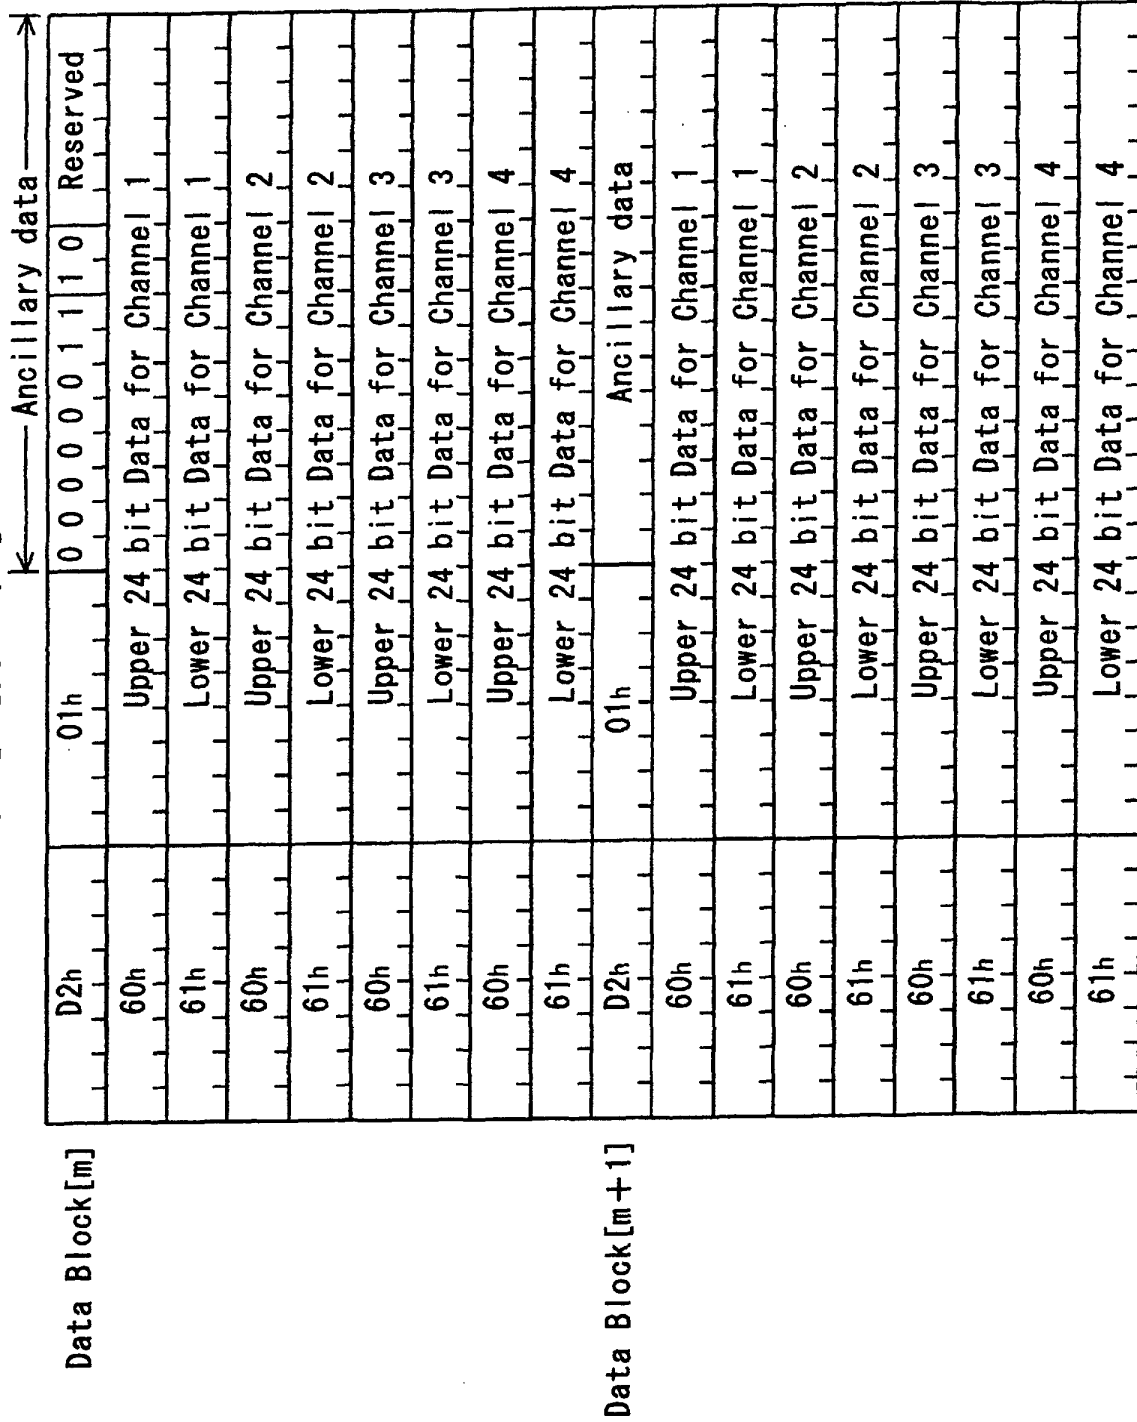 Ancillary data
Data Block[m] D2h 01h 0 0 0 0 0 1 1 1 0 Reserved
60h Upper 24 bit Data for Channel 1
61h Lower 24 bit Data for Channel 1
60h Upper 24 bit Data for Channel 2
61h Lower 24 bit Data for Channel 2
60h Upper 24 bit Data for Channel 3
61h Lower 24 bit Data for Channel 3
60h Upper 24 bit Data for Channel 4
61h Lower 24 bit Data for Channel 4
Data Block[m+1] D2h 01h Ancillary data
60h Upper 24 bit Data for Channel 1
61h Lower 24 bit Data for Channel 1
60h Upper 24 bit Data for Channel 2
61h Lower 24 bit Data for Channel 2
60h Upper 24 bit Data for Channel 3
61h Lower 24 bit Data for Channel 3
60h Upper 24 bit Data for Channel 4
61h Lower 24 bit Data for Channel 4